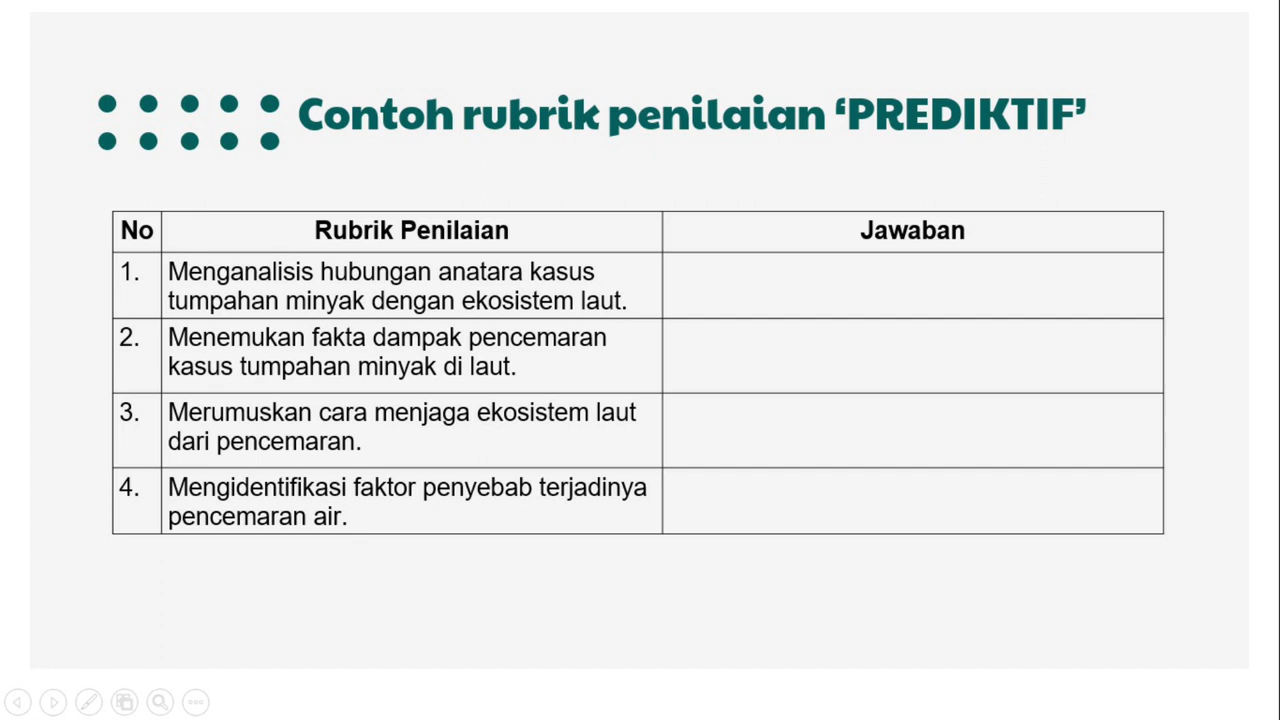 Contoh rubrik penilaian ‘PREDIKTIF’
No Rubrik Penilaian Jawaban
1. Menganalisis hubungan anatara kasus
tumpahan minyak dengan ekosistem laut.
2. Menemukan fakta dampak pencemaran
kasus tumpahan minyak di laut.
3. Merumuskan cara menjaga ekosistem laut
dari pencemaran.
4. Mengidentifikasi faktor penyebab terjadinya
pencemaran air.